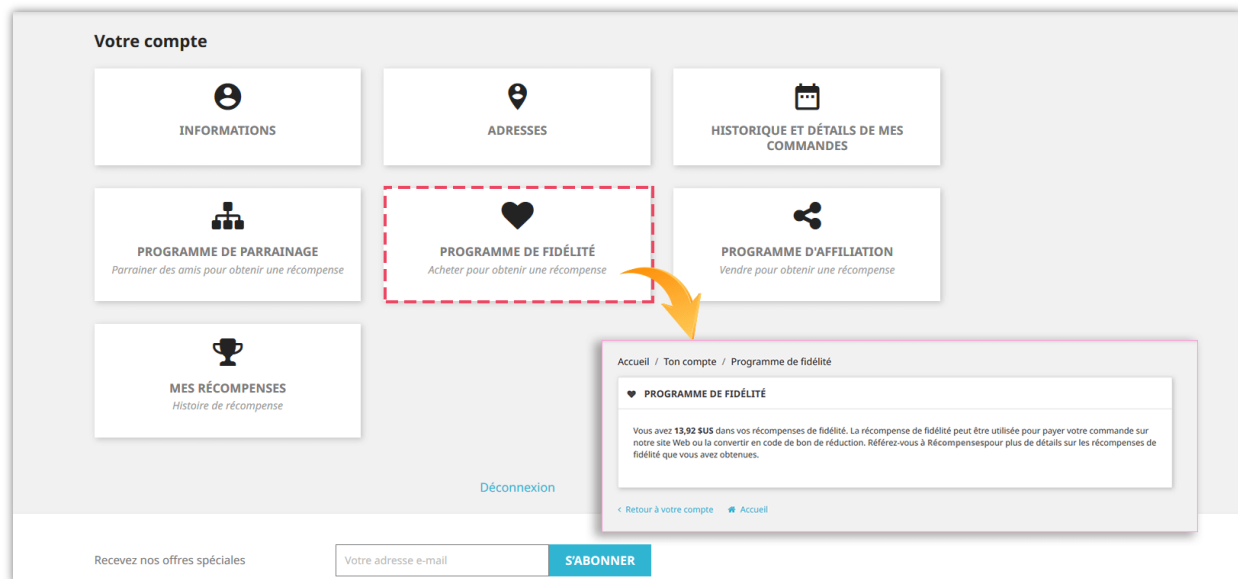 Votre compte
INFORMATIONS
ADRESSES
HISTORIQUE ET DÉTAILS DE MES
COMMANDES
PROGRAMME DE PARRAINAGE
Parrainer des amis pour obtenir une récompense
PROGRAMME DE FIDÉLITÉ
Acheter pour obtenir une récompense
PROGRAMME D'AFFILIATION
Vendre pour obtenir une récompense
MES RÉCOMPENSES
Histoire de récompense
Accueil / Ton compte / Programme de fidélité
PROGRAMME DE FIDÉLITÉ
Vous avez 13,92 $US dans vos récompenses de fidélité. La récompense de fidélité peut être utilisée pour payer votre commande sur
notre site Web ou la convertir en code de bon de réduction. Référez-vous à Récompensespour plus de détails sur les récompenses de
fidélité que vous avez obtenues.
< Retour à votre compte Accueil
Déconnexion
Recevez nos offres spéciales
Votre adresse e-mail
S'ABONNER